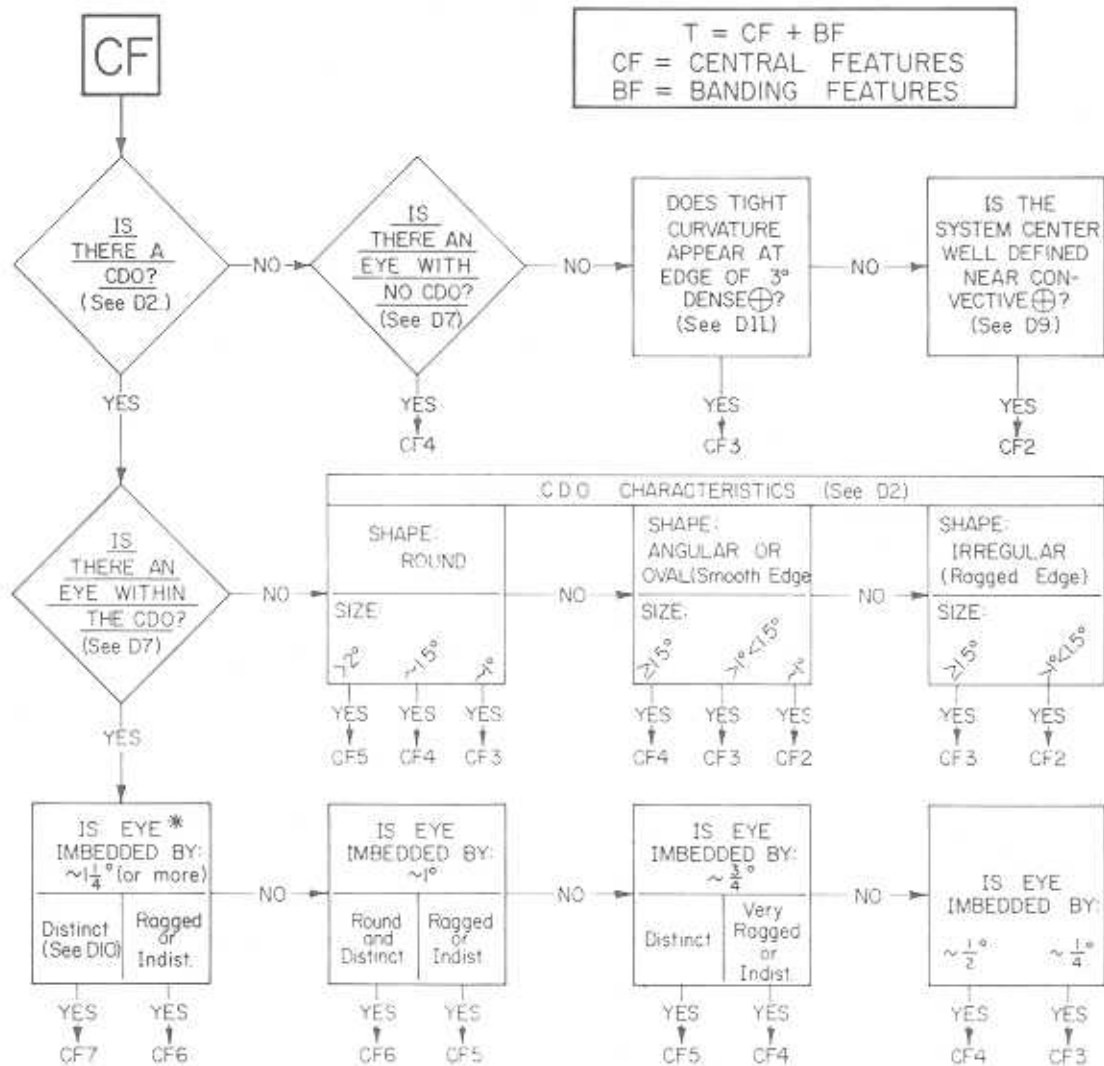 CF
T = CF + BF
CF = CENTRAL FEATURES
BF = BANDING FEATURES
IS
THERE A
CDO?
(See D2.)
NO
IS
THERE AN
EYE WITH
NO CDO?
(See D7)
NO
DOES TIGHT
CURVATURE
APPEAR AT
EDGE OF 3°
DENSE⊕?
(See D11.)
NO
IS THE
SYSTEM CENTER
WELL DEFINED
NEAR CON-
VECTIVE⊕?
(See D9.)
YES
YES
CF4
YES
CF3
YES
CF2
IS
THERE AN
EYE WITHIN
THE CDO?
(See D7)
NO
C.D.O CHARACTERISTICS (See D2)
SHAPE:
ROUND
SIZE:
>2° ~1.5° ~1°
NO
SHAPE:
ANGULAR OR
OVAL(Smooth Edge
SIZE:
≥1.5° >1°<1.5° ~1°
NO
SHAPE:
IRREGULAR
(Ragged Edge)
SIZE:
≥1.5° >1°<1.5°
YES YES YES
CF5 CF4 CF3
YES YES YES
CF4 CF3 CF2
YES YES
CF3 CF2
YES
IS EYE *
IMBEDDED BY:
~1 1/4° (or more)
Distinct
(See D10)
Ragged
or
Indist.
YES YES
CF7 CF6
NO
IS EYE
IMBEDDED BY:
~1°
Round
and
Distinct
Ragged
or
Indist.
YES YES
CF6 CF5
NO
IS EYE
IMBEDDED BY:
~ 3/4°
Distinct
Very
Ragged
or
Indist.
YES YES
CF5 CF4
NO
IS EYE
IMBEDDED BY:
~ 1/2° ~ 1/4°
YES YES
CF4 CF3